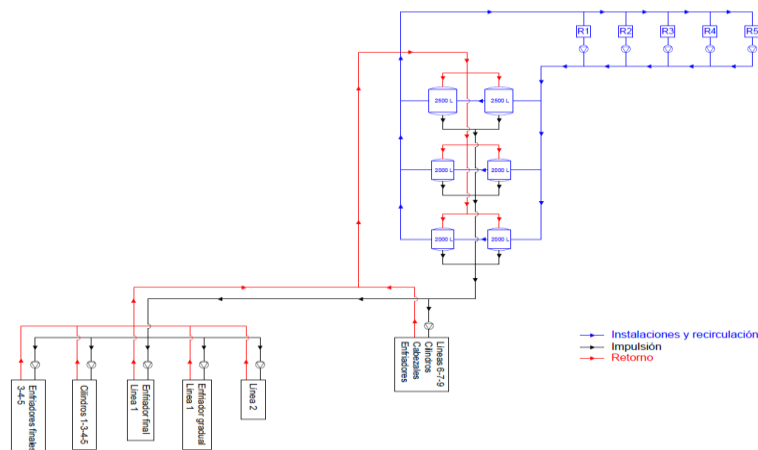 R1 R2 R3 R4 R5
2500 L 2500 L
2000 L 2000 L
2000 L 2000 L
Instalaciones y recirculación
Impulsión
Retorno
Líneas 6-7-9
Cilindros
Cabezales
Enfriadores
Enfriadores finales
3-4-5
Cilindros 1-3-4-5
Enfriador final
Línea 1
Enfriador gradual
Línea 1
Línea 2